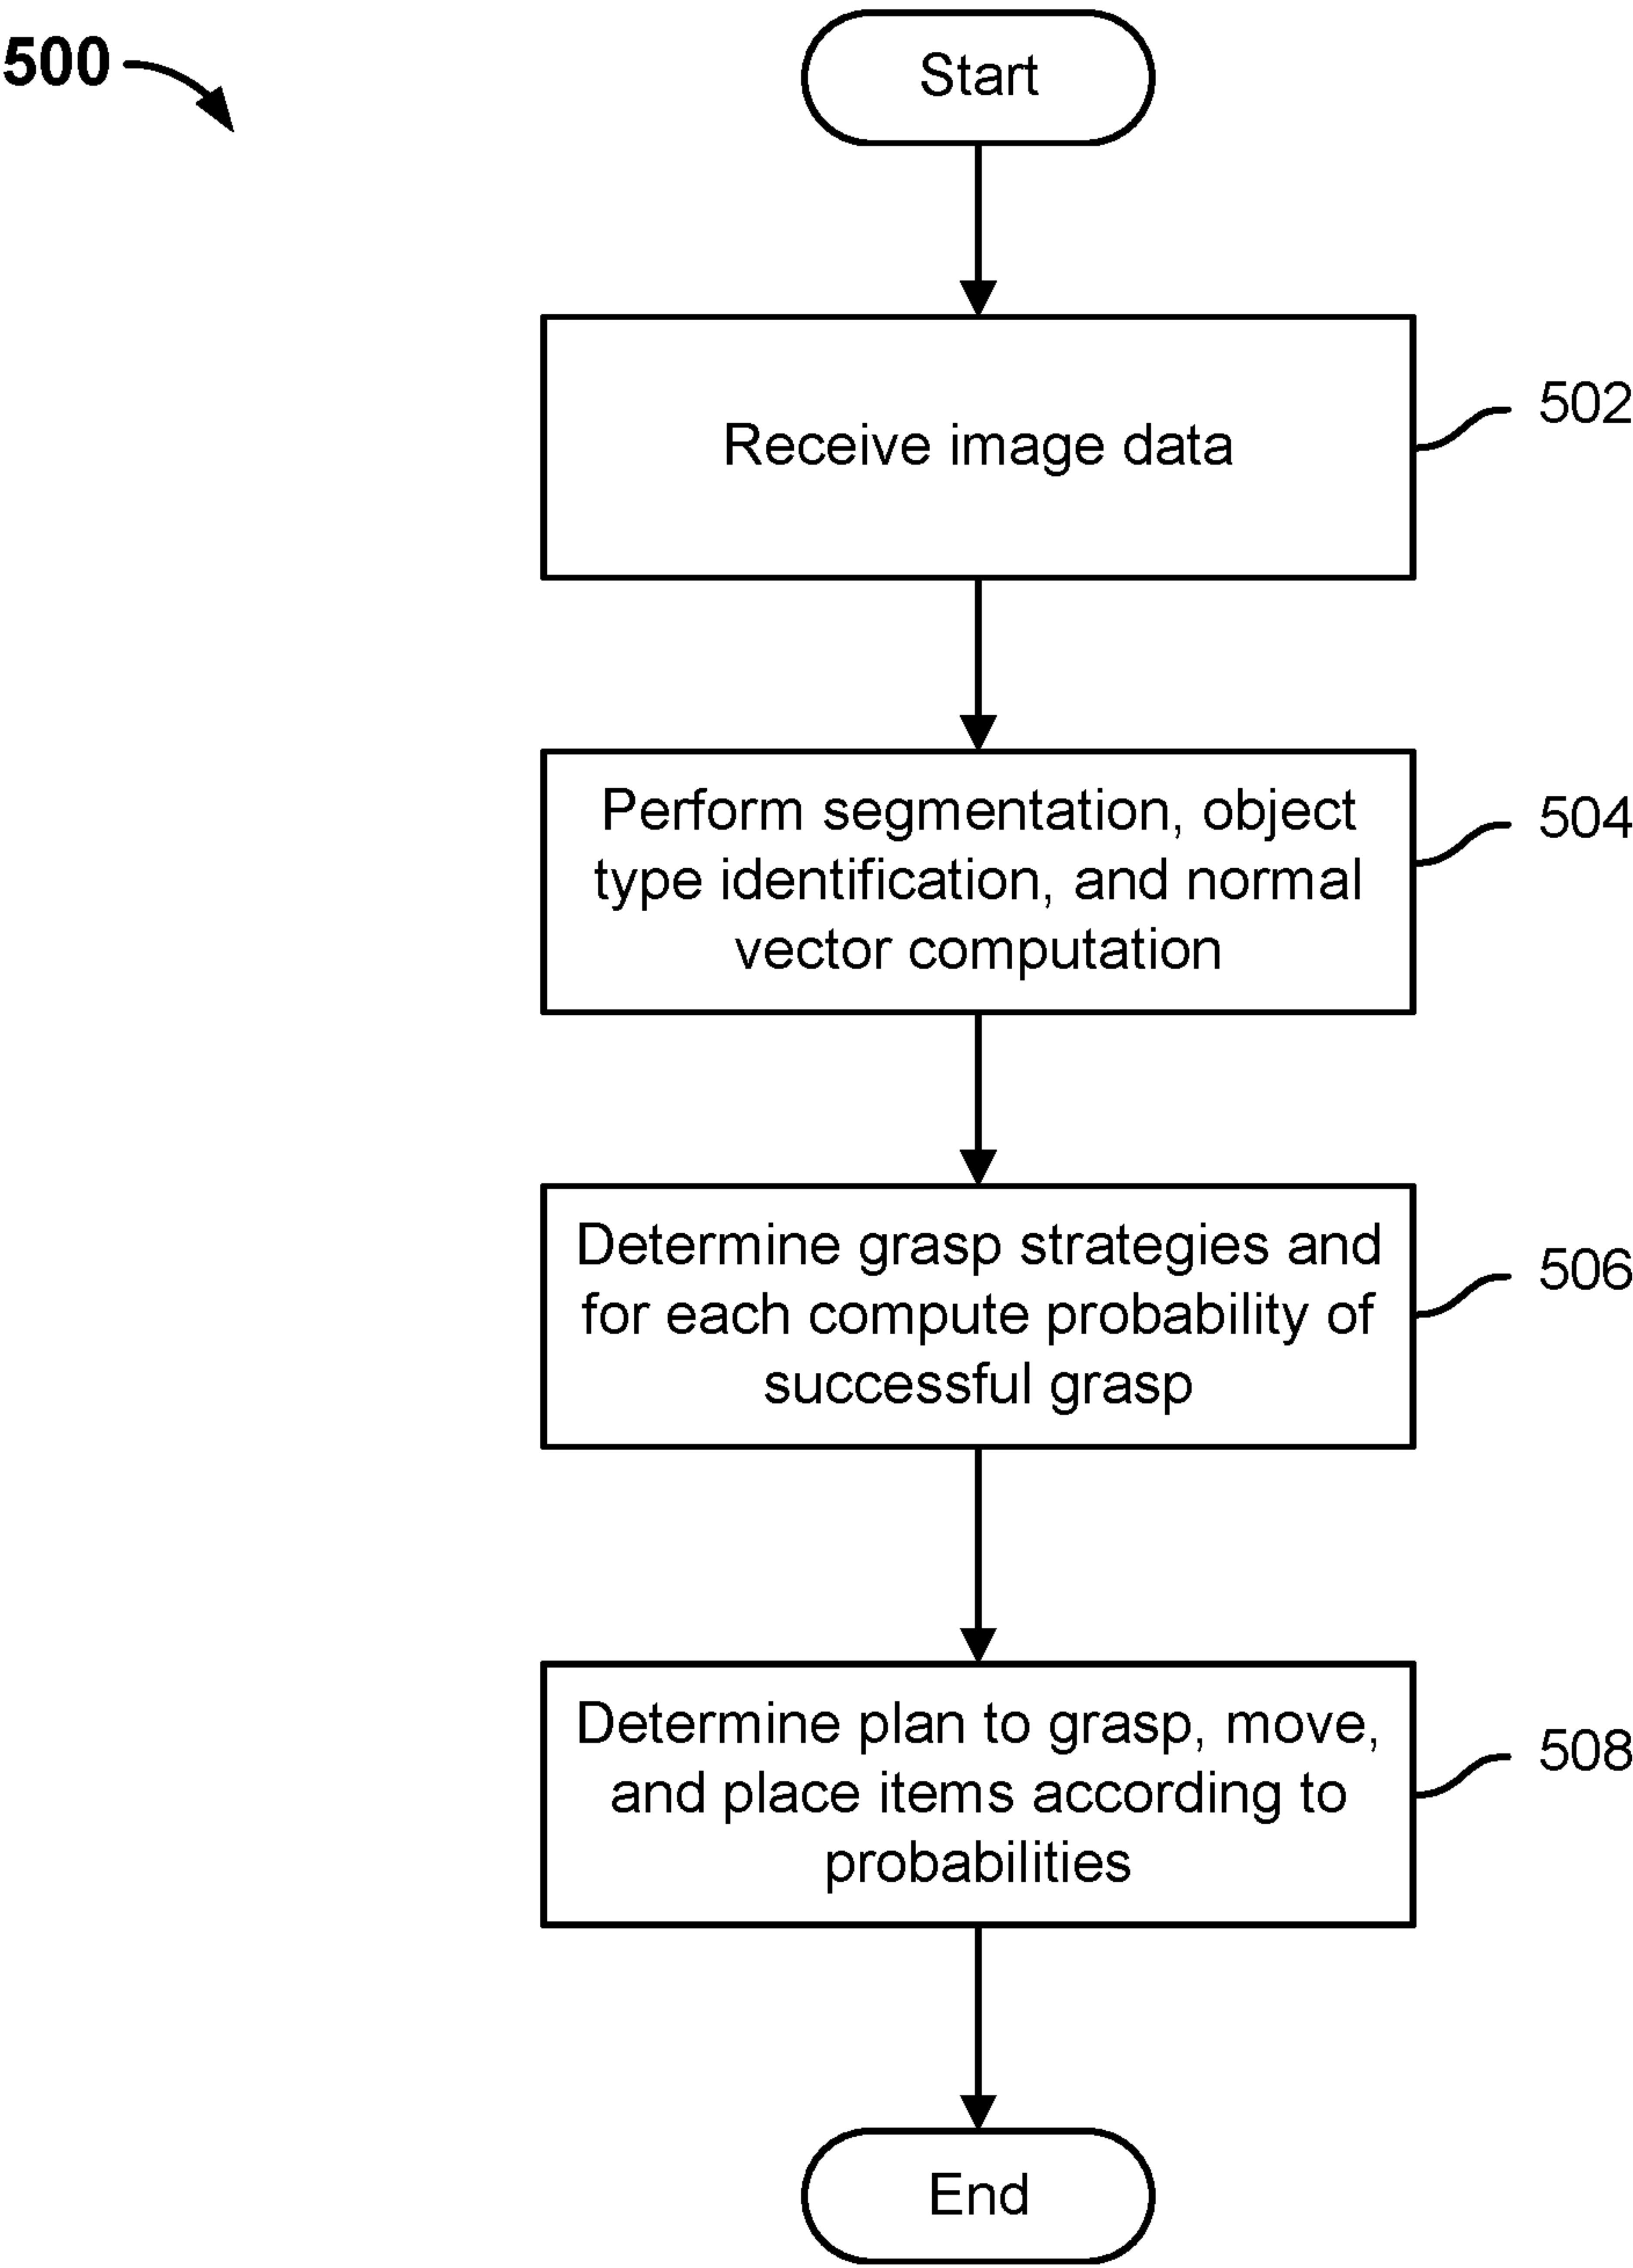 500
Start
Receive image data
502
Perform segmentation, object
type identification, and normal
vector computation
504
Determine grasp strategies and
for each compute probability of
successful grasp
506
Determine plan to grasp, move,
and place items according to
probabilities
508
End